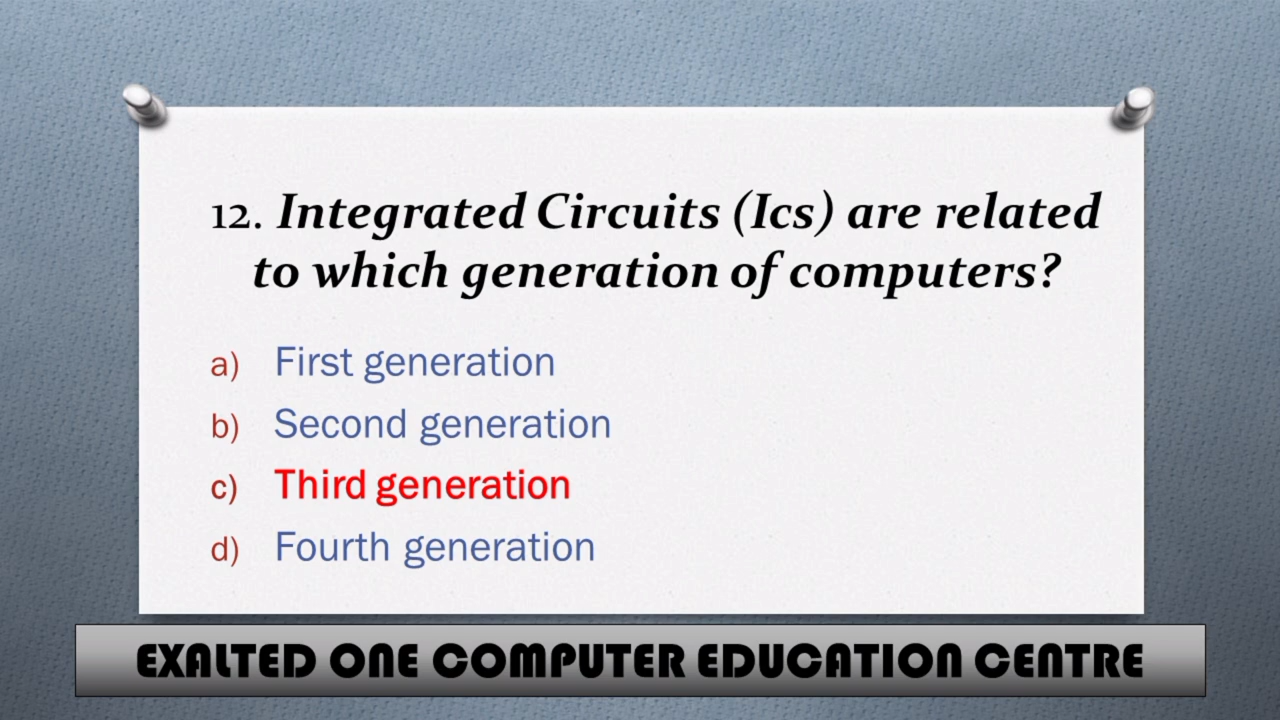 12. Integrated Circuits (Ics) are related
to which generation of computers?
a) First generation
b) Second generation
c) Third generation
d) Fourth generation
EXALTED ONE COMPUTER EDUCATION CENTRE